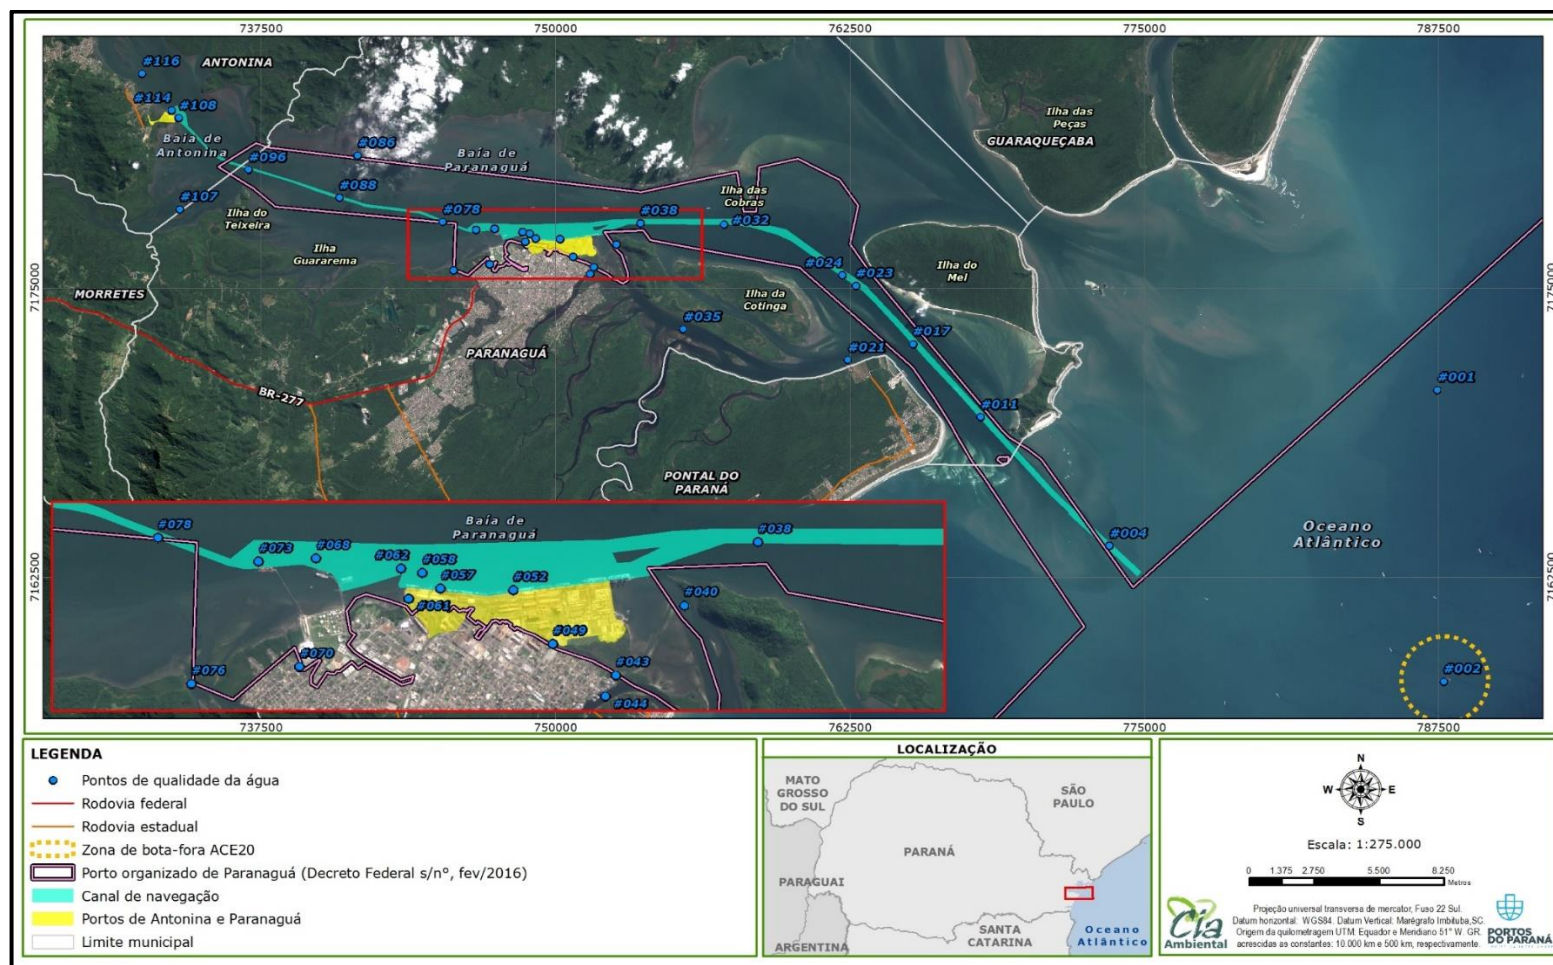 737500
750000
762500
775000
787500
#116
ANTONINA
#114
#108
Baía de
Antonina
#096
#086
Baía de
Paranaguá
#107
#088
Ilha do
Teixeira
Ilha
Guararema
#078
#038
Ilha das
Cobras
#032
Ilha das
Peças
GUARAQUEÇABA
7175000
7175000
MORRETES
#024
#023
Ilha do
Mel
Ilha da
Cotinga
#035
#017
#021
PARANAGUÁ
BR-277
#011
#001
PONTAL DO
PARANÁ
#004
Oceano
Atlântico
7162500
7162500
#002
Baía de
Paranaguá
#078
#073
#068
#062
#058
#057
#052
#038
#061
#040
#049
#043
#044
#070
#076
737500
750000
762500
775000
787500
LEGENDA
Pontos de qualidade da água
Rodovia federal
Rodovia estadual
Zona de bota-fora ACE20
Porto organizado de Paranaguá (Decreto Federal s/n°, fev/2016)
Canal de navegação
Portos de Antonina e Paranaguá
Limite municipal
LOCALIZAÇÃO
MATO
GROSSO
DO SUL
SÃO
PAULO
PARANÁ
PARAGUAI
ARGENTINA
SANTA
CATARINA
Oceano
Atlântico
N
W
E
S
Escala: 1:275.000
0 1.375 2.750 5.500 8.250
Metros
Projeção universal transversa de mercator, Fuso 22 Sul.
Datum horizontal: WGS84. Datum Vertical: Marégrafo Imbituba,SC.
Origem da quilometragem UTM: Equador e Meridiano 51° W. GR.
acrescidas as constantes: 10.000 km e 500 km, respectivamente.
Cia
Ambiental
PORTOS
DO PARANÁ